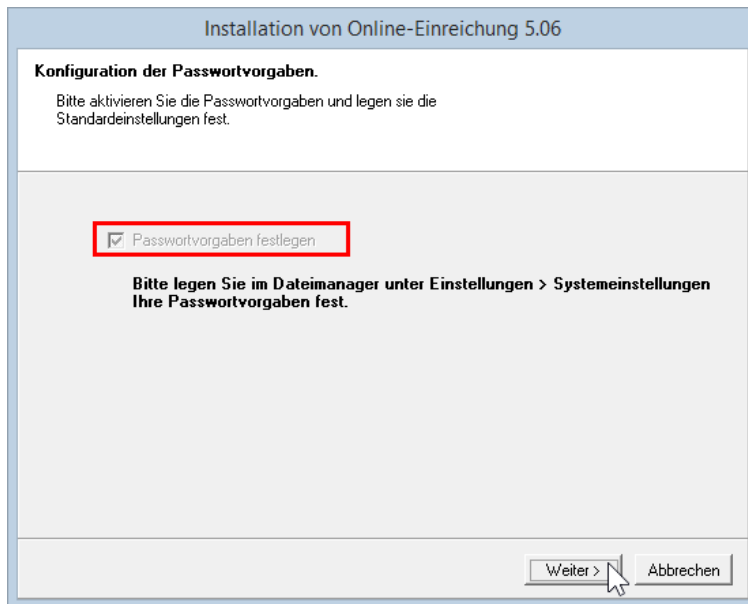 Installation von Online-Einreichung 5.06
Konfiguration der Passwortvorgaben.
Bitte aktivieren Sie die Passwortvorgaben und legen sie die
Standardeinstellungen fest.
Passwortvorgaben festlegen
Bitte legen Sie im Dateimanager unter Einstellungen > Systemeinstellungen
Ihre Passwortvorgaben fest.
Weiter > Abbrechen